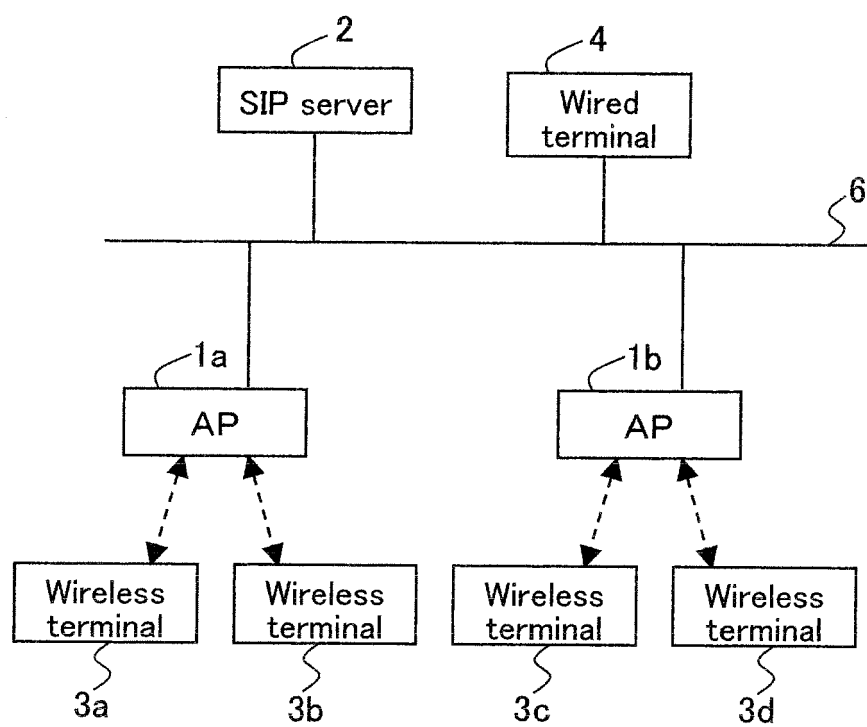 2
4
SIP server
Wired
terminal
6
1a
1b
AP
AP
Wireless
terminal
Wireless
terminal
Wireless
terminal
Wireless
terminal
3a
3b
3c
3d